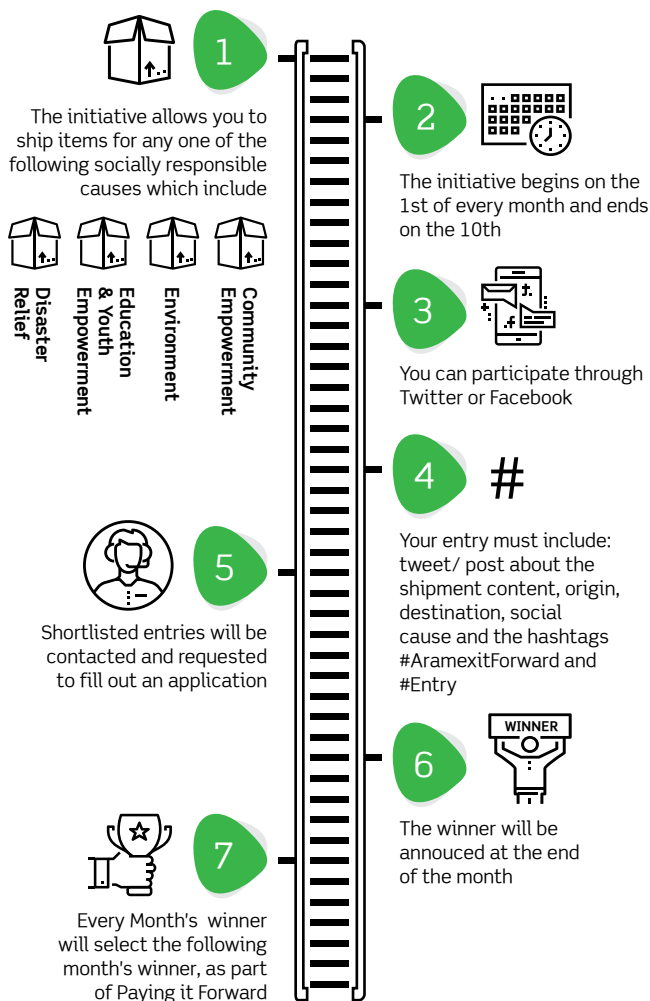 1
The initiative allows you to
ship items for any one of the
following socially responsible
causes which include
Disaster
Relief
Education
& Youth
Empowerment
Environment
Community
Empowerment
2
The initiative begins on the
1st of every month and ends
on the 10th
3
You can participate through
Twitter or Facebook
4
#
Your entry must include:
tweet/ post about the
shipment content, origin,
destination, social
cause and the hashtags
#AramexitForward and
#Entry
5
Shortlisted entries will be
contacted and requested
to fill out an application
6
WINNER
The winner will be
annouced at the end
of the month
7
Every Month's winner
will select the following
month's winner, as part
of Paying it Forward